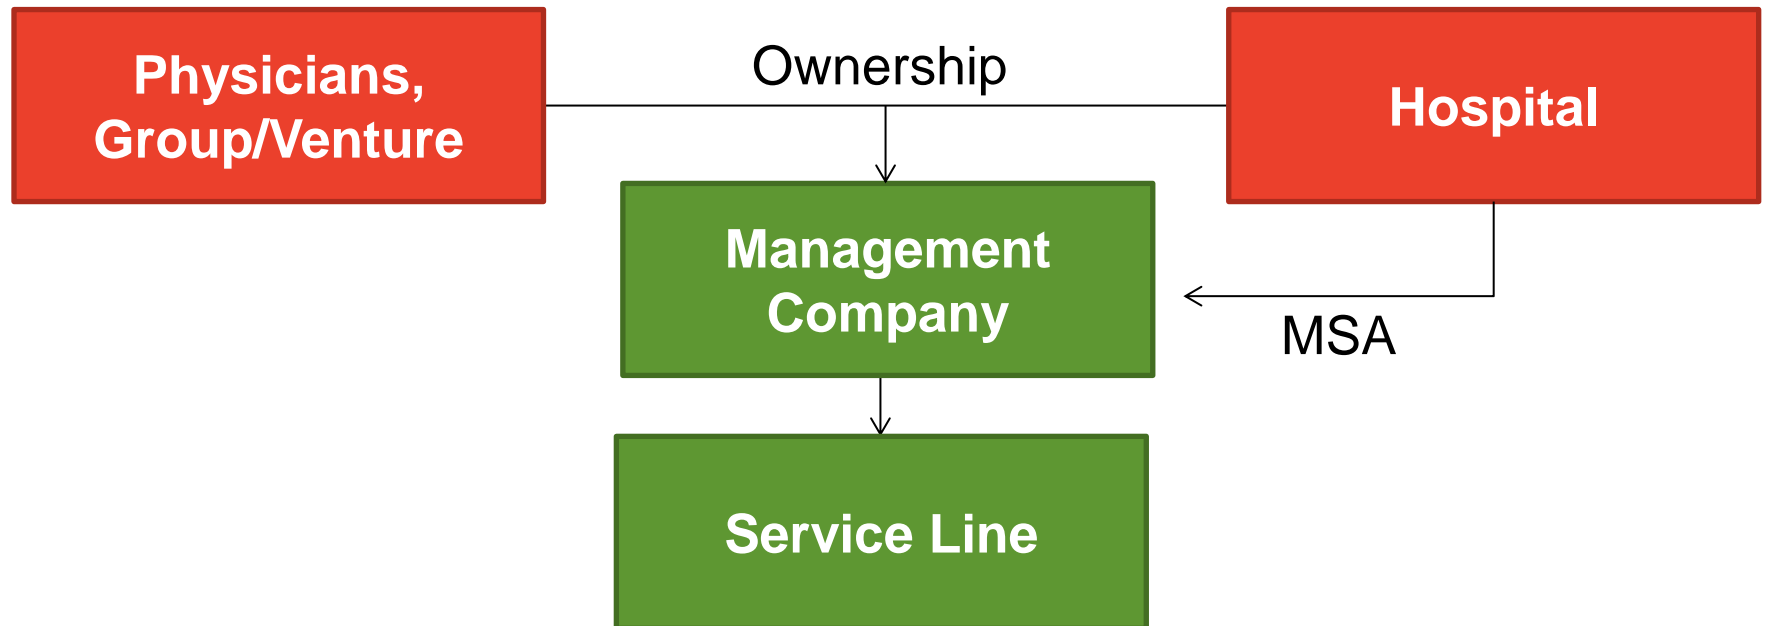 Physicians,
Group/Venture
Ownership
Hospital
Management
Company
MSA
Service Line